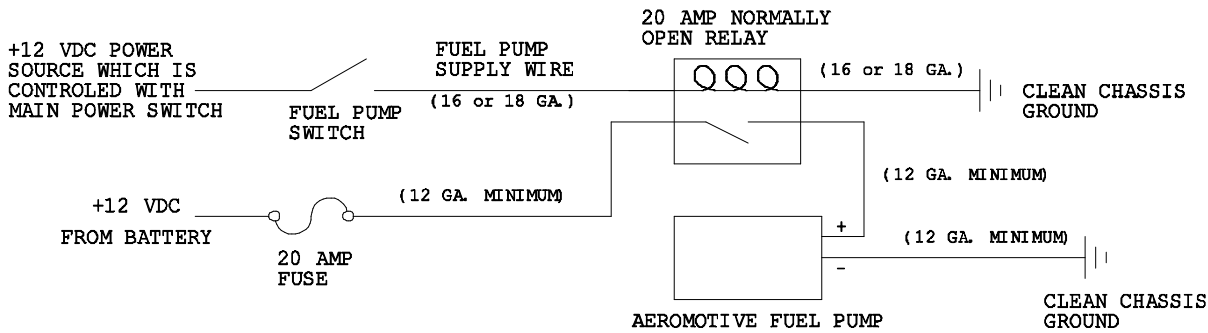 20 AMP NORMALLY
OPEN RELAY
+12 VDC POWER
SOURCE WHICH IS
CONTROLED WITH
MAIN POWER SWITCH
FUEL PUMP
SWITCH
FUEL PUMP
SUPPLY WIRE
(16 or 18 GA.)
(16 or 18 GA.)
CLEAN CHASSIS
GROUND
+12 VDC
FROM BATTERY
20 AMP
FUSE
(12 GA. MINIMUM)
(12 GA. MINIMUM)
+
-
(12 GA. MINIMUM)
CLEAN CHASSIS
GROUND
AEROMOTIVE FUEL PUMP